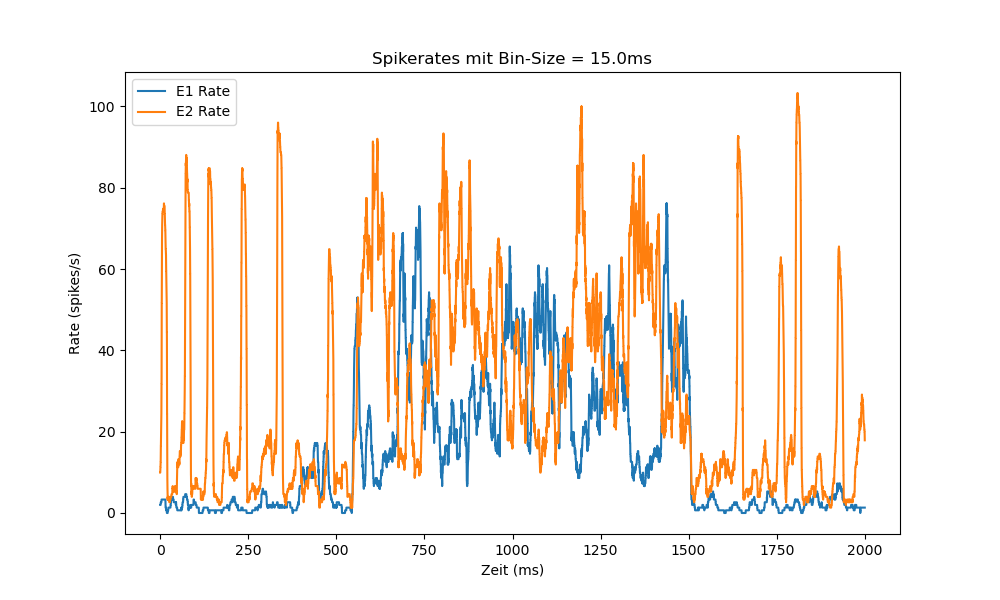 Spikerates mit Bin-Size = 15.0ms
E1 Rate
E2 Rate
Rate (spikes/s)
100
80
60
40
20
0
0 250 500 750 1000 1250 1500 1750 2000
Zeit (ms)